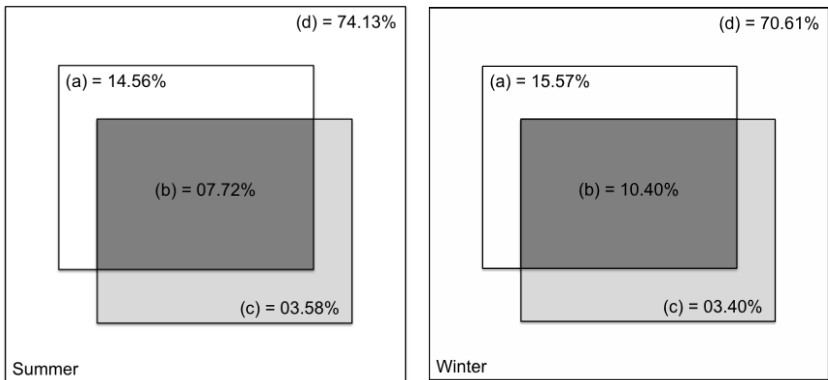 (d) = 74.13%
(a) = 14.56%
(b) = 07.72%
(c) = 03.58%
Summer
(d) = 70.61%
(a) = 15.57%
(b) = 10.40%
(c) = 03.40%
Winter